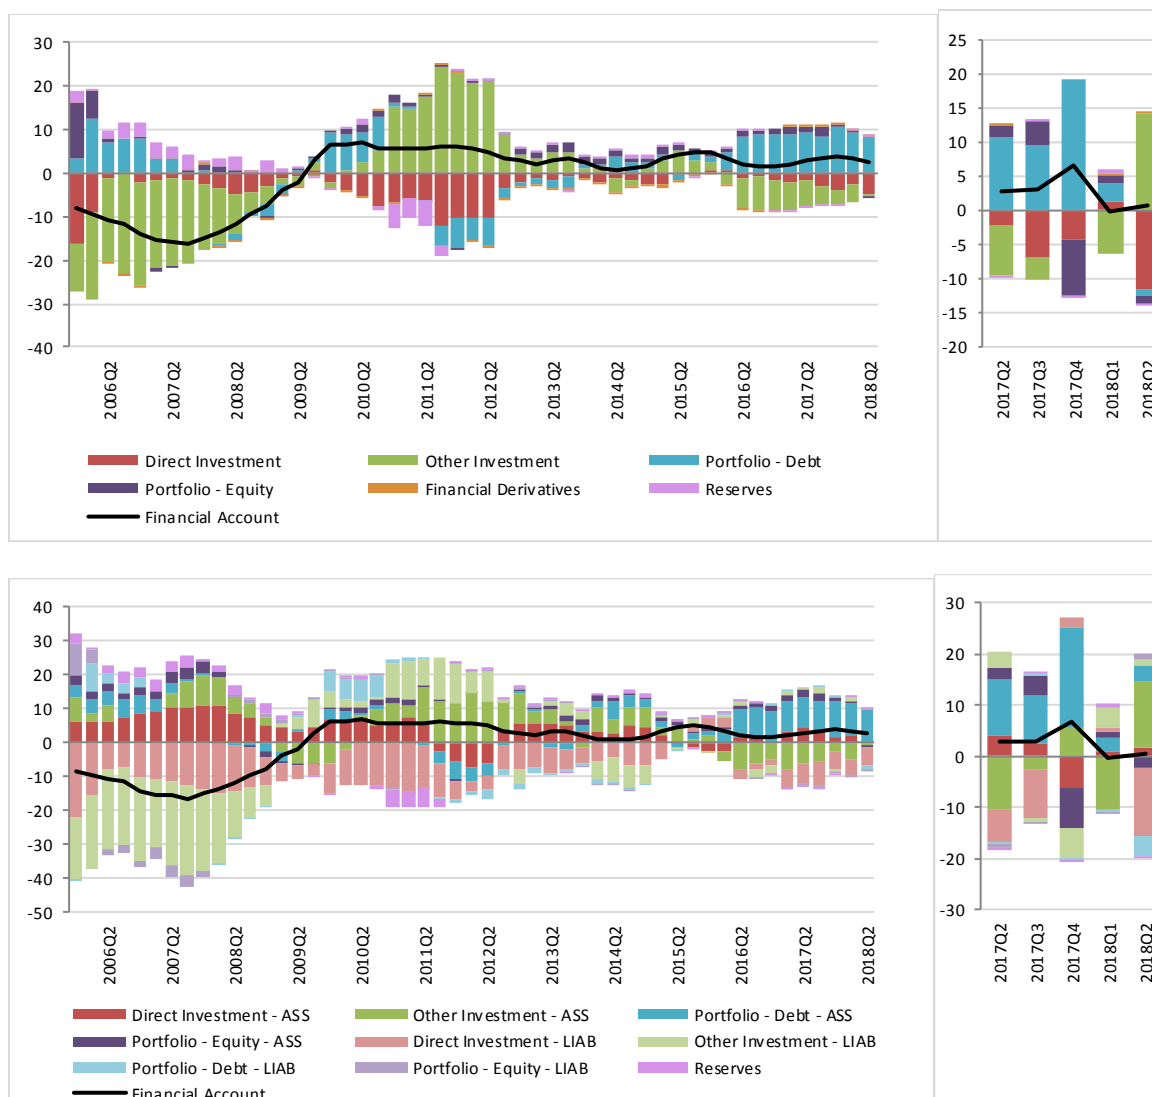 30
20
10
0
-10
-20
-30
-40
2006Q2
2007Q2
2008Q2
2009Q2
2010Q2
2011Q2
2012Q2
2013Q2
2014Q2
2015Q2
2016Q2
2017Q2
2018Q2
Direct Investment Other Investment Portfolio - Debt
Portfolio - Equity Financial Derivatives Reserves
Financial Account
25
20
15
10
5
0
-5
-10
-15
-20
2017Q2
2017Q3
2017Q4
2018Q1
2018Q2
40
30
20
10
0
-10
-20
-30
-40
-50
2006Q2
2007Q2
2008Q2
2009Q2
2010Q2
2011Q2
2012Q2
2013Q2
2014Q2
2015Q2
2016Q2
2017Q2
2018Q2
Direct Investment - ASS Other Investment - ASS Portfolio - Debt - ASS
Portfolio - Equity - ASS Direct Investment - LIAB Other Investment - LIAB
Portfolio - Debt - LIAB Portfolio - Equity - LIAB Reserves
Financial Account
30
20
10
0
-10
-20
-30
2017Q2
2017Q3
2017Q4
2018Q1
2018Q2